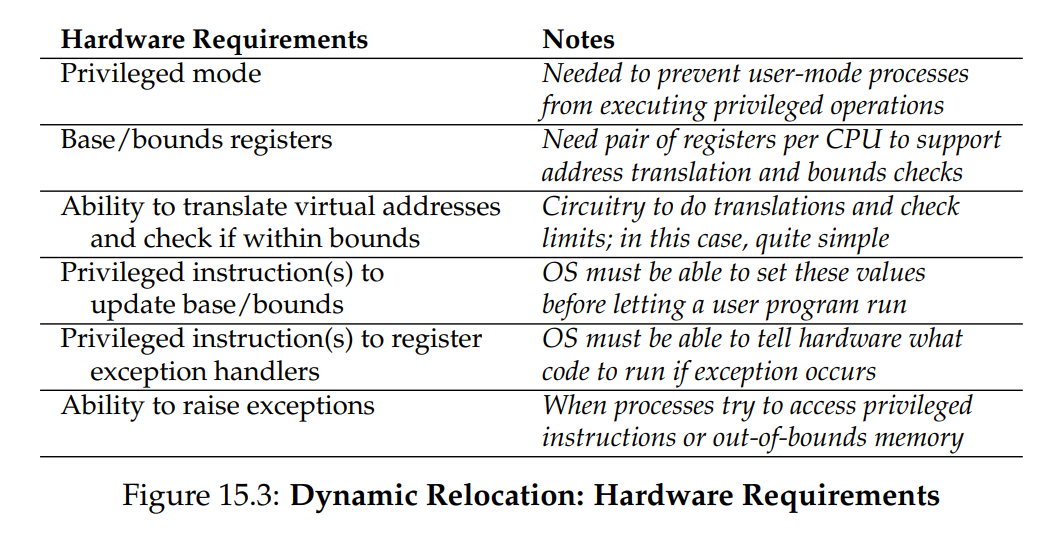 Hardware Requirements Notes
Privileged mode Needed to prevent user-mode processes
from executing privileged operations
Base/bounds registers Need pair of registers per CPU to support
address translation and bounds checks
Ability to translate virtual addresses Circuitry to do translations and check
and check if within bounds limits; in this case, quite simple
Privileged instruction(s) to OS must be able to set these values
update base/bounds before letting a user program run
Privileged instruction(s) to register OS must be able to tell hardware what
exception handlers code to run if exception occurs
Ability to raise exceptions When processes try to access privileged
instructions or out-of-bounds memory
Figure 15.3: Dynamic Relocation: Hardware Requirements